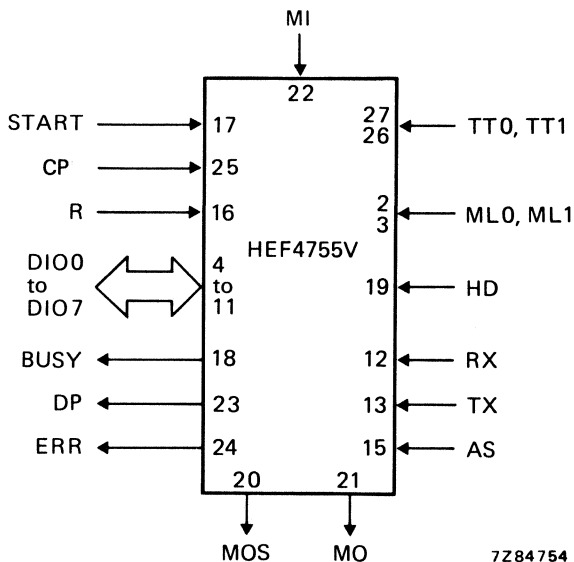 MI
22
START 17 27 TT0, TT1
26
CP 25
R 16 2 ML0, ML1
3
HEF4755V
DIO0 4
to to 19 HD
DIO7 11
BUSY 18 12 RX
DP 23 13 TX
ERR 24 15 AS
20 21
MOS MO
7Z84754